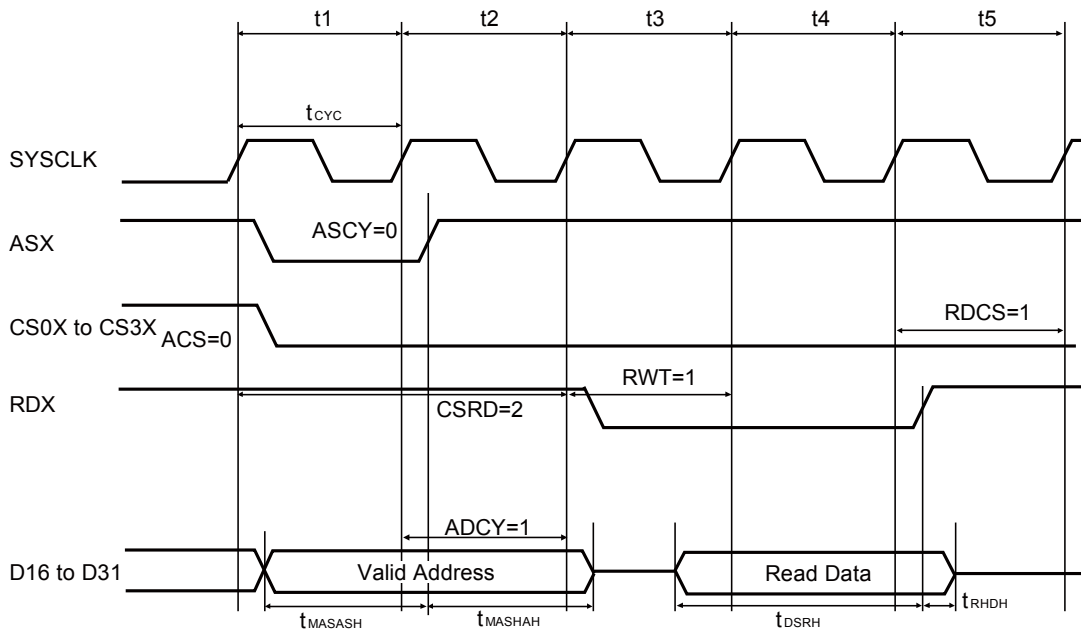 t1 t2 t3 t4 t5
tCYC
SYSCLK
ASX
ASCY=0
CS0X to CS3X
ACS=0
RDCS=1
RDX
RWT=1
CSRD=2
ADCY=1
D16 to D31
Valid Address
Read Data
tMASASH
tMASHAH
tDSRH
tRHDH